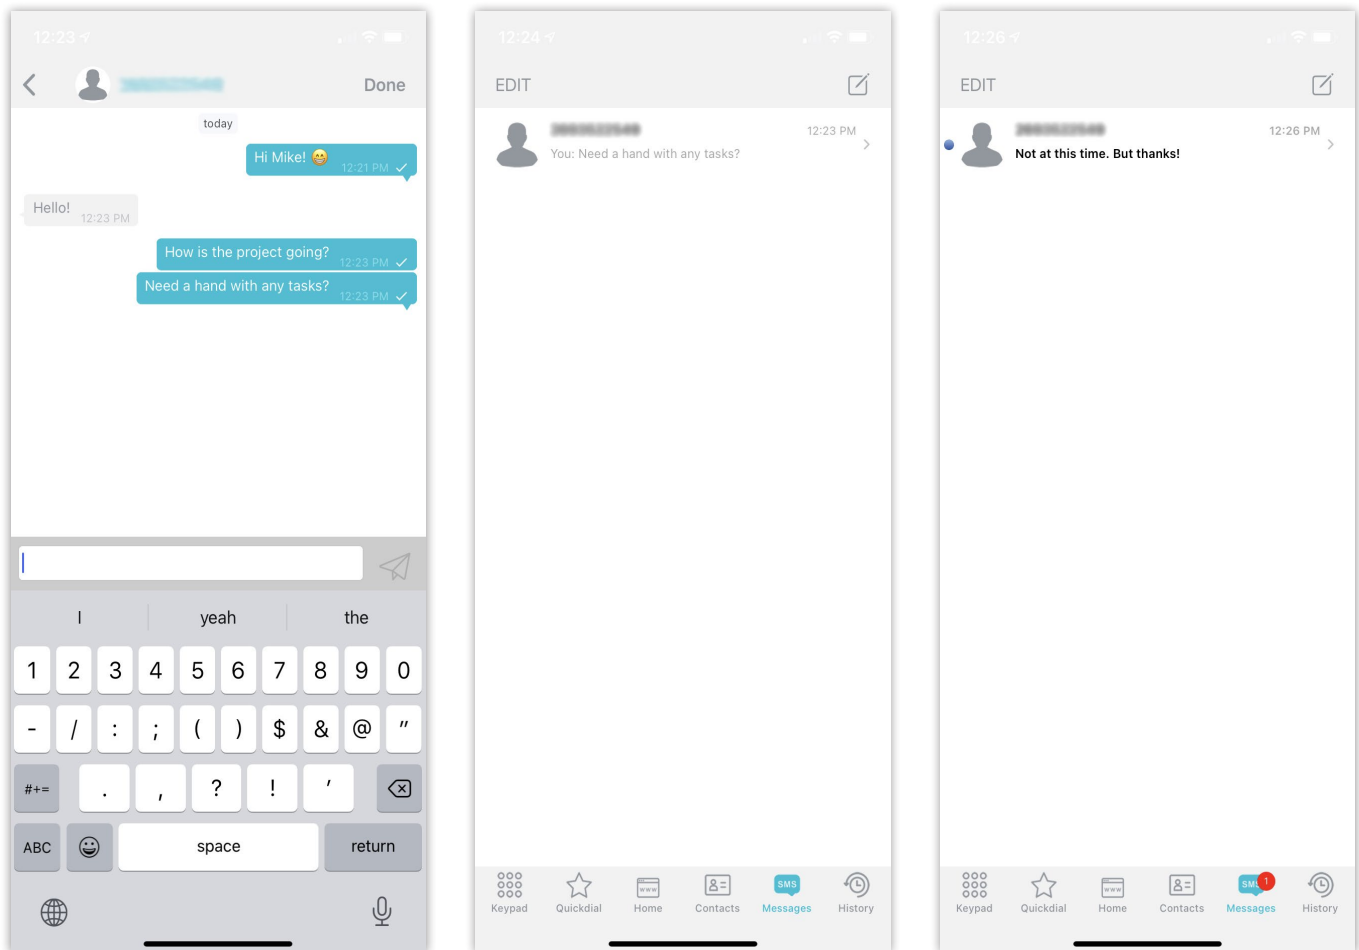 12:23
Done
today
Hi Mike! 😁
12:21 PM
Hello!
12:23 PM
How is the project going?
12:23 PM
Need a hand with any tasks?
12:23 PM
I yeah the
1 2 3 4 5 6 7 8 9 0
- / : ; ( ) $ & @ "
#+= . , ? ! '
ABC space return
12:24
EDIT
12:23 PM
You: Need a hand with any tasks?
SMS
Keypad Quickdial Home Contacts Messages History
www
12:26
EDIT
12:26 PM
Not at this time. But thanks!
SMS 1
www
Keypad Quickdial Home Contacts Messages History